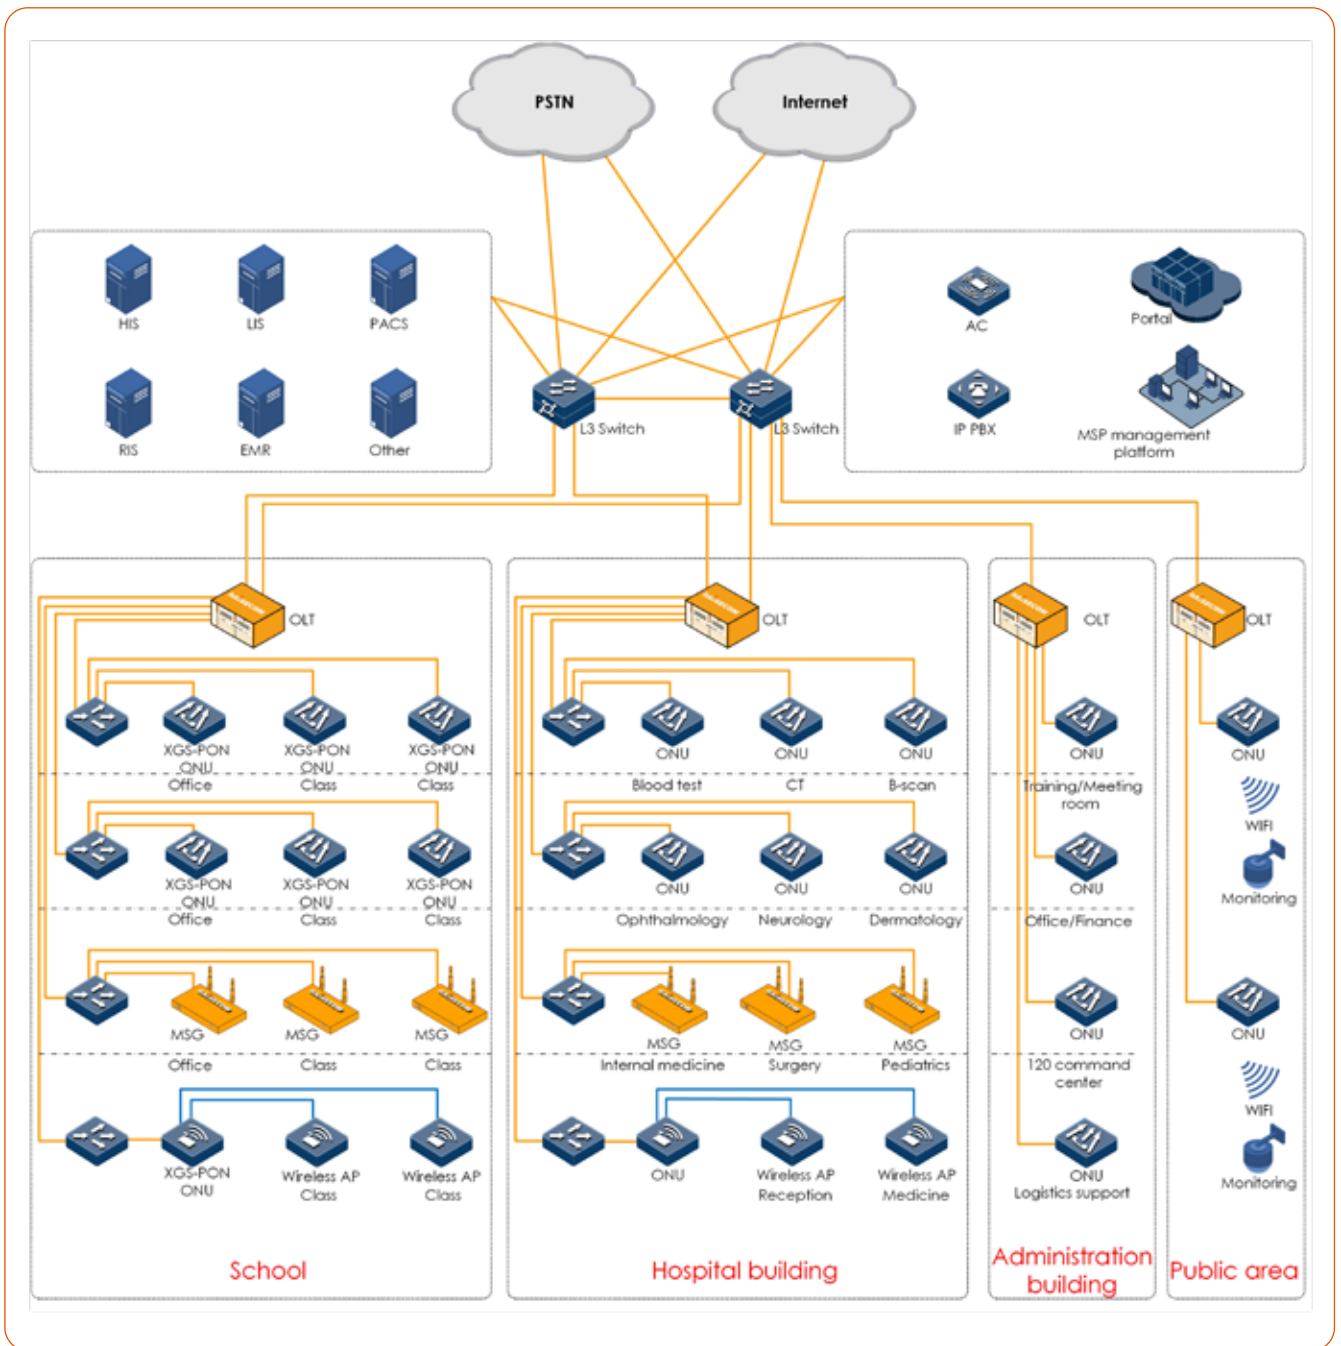 PSTN
Internet
HIS
LIS
PACS
RIS
EMR
Other
AC
Portal
IP PBX
MSP management
platform
L3 Switch
L3 Switch
OLT
OLT
OLT
OLT
XGS-PON
ONU
Office
XGS-PON
ONU
Class
XGS-PON
ONU
Class
ONU
Blood test
ONU
CT
ONU
B-scan
ONU
Training/Meeting
room
ONU
WIFI
Monitoring
XGS-PON
ONU
Office
XGS-PON
ONU
Class
XGS-PON
ONU
Class
ONU
Ophthalmology
ONU
Neurology
ONU
Dermatology
ONU
Office/Finance
MSG
Office
MSG
Class
MSG
Class
MSG
Internal medicine
MSG
Surgery
MSG
Pediatrics
ONU
120 command
center
ONU
WIFI
Monitoring
XGS-PON
ONU
Wireless AP
Class
Wireless AP
Class
ONU
Wireless AP
Reception
Wireless AP
Medicine
ONU
Logistics support
School
Hospital building
Administration
building
Public area